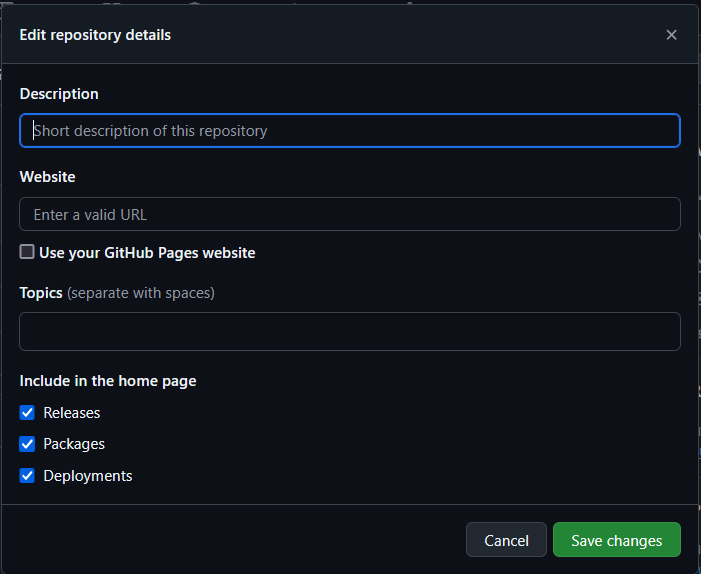 Edit repository details
Description
Short description of this repository
Website
Enter a valid URL
Use your GitHub Pages website
Topics (separate with spaces)
Include in the home page
Releases
Packages
Deployments
Cancel
Save changes